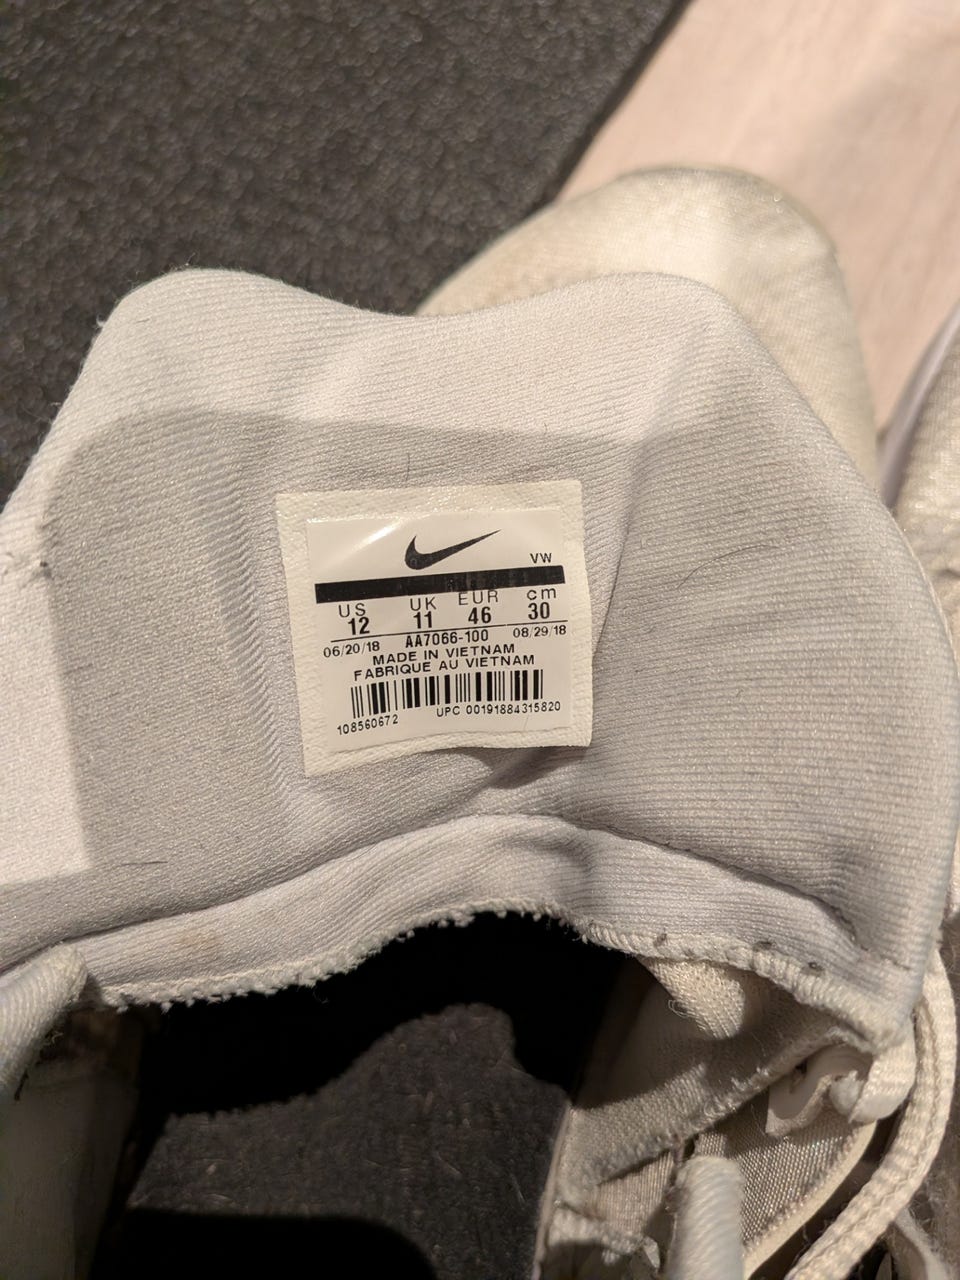 VW
US UK EUR cm
12 11 46 30
06/20/18 AA7066-100 08/29/18
MADE IN VIETNAM
FABRIQUE AU VIETNAM
108560672 UPC 00191884315820